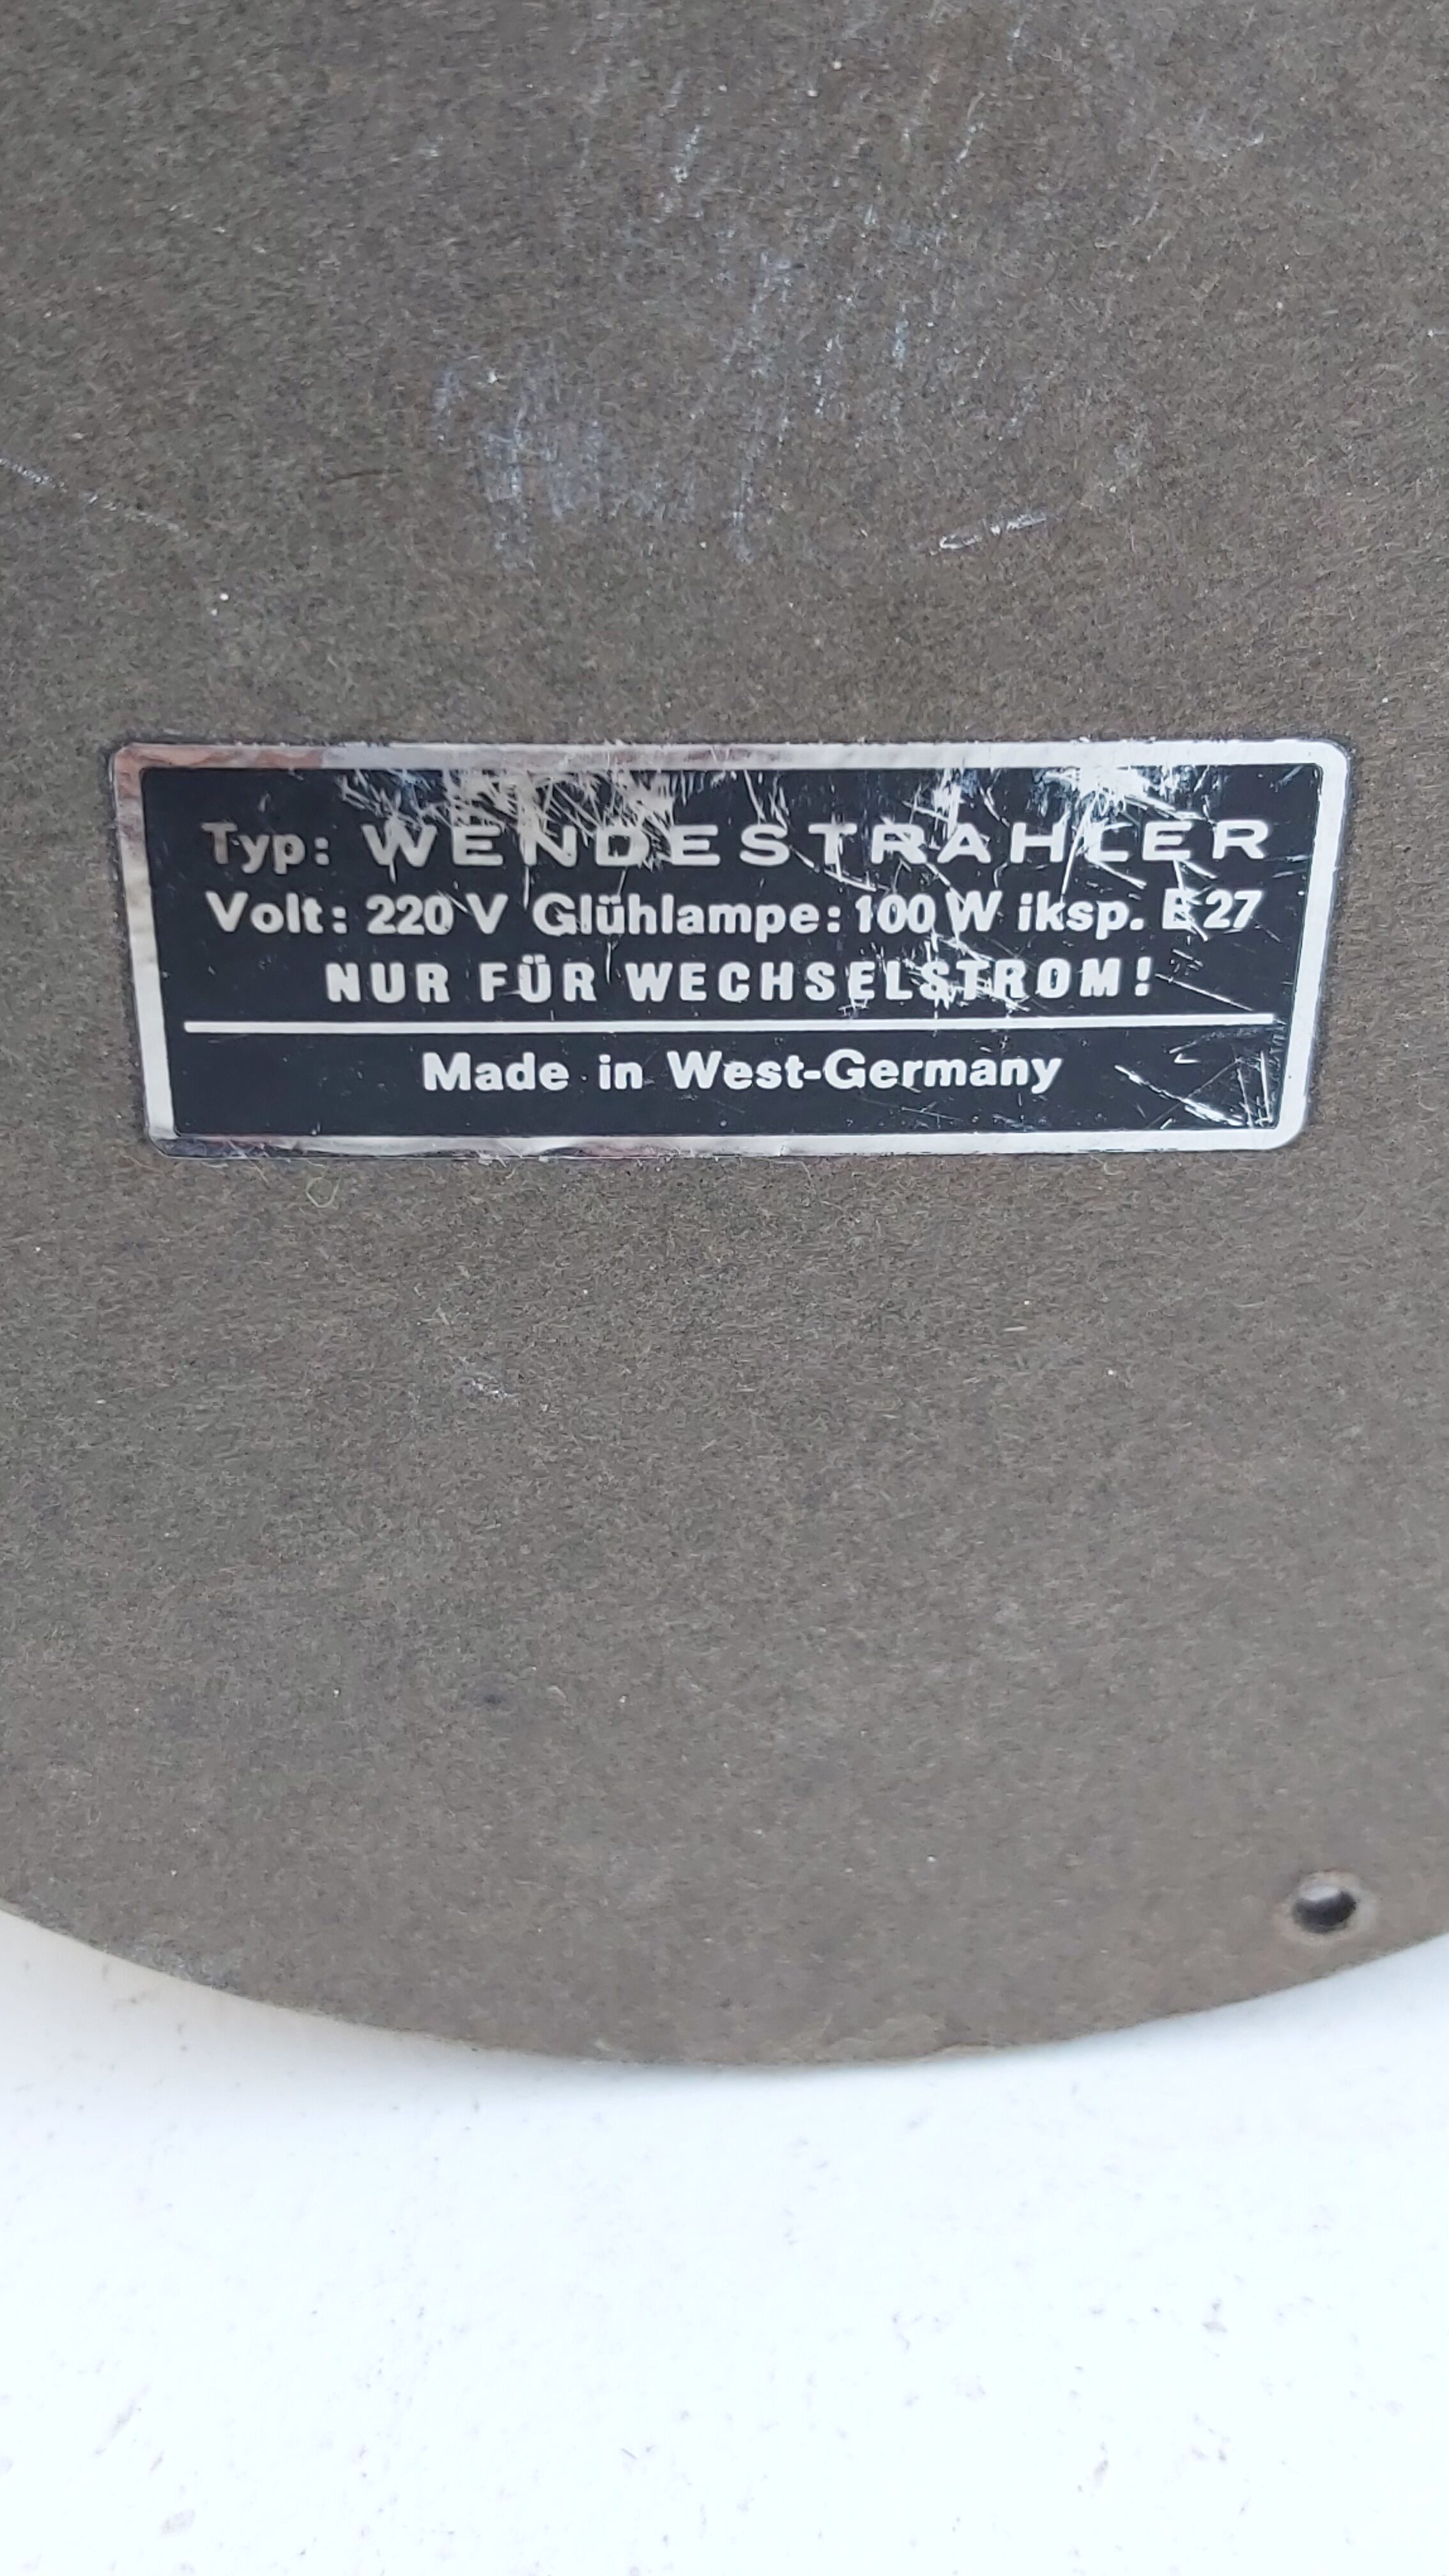 Typ: WENDESTRAHLER
Volt: 220 V Glühlampe: 100 W iksp. E 27
NUR FÜR WECHSELSTROM!
Made in West-Germany